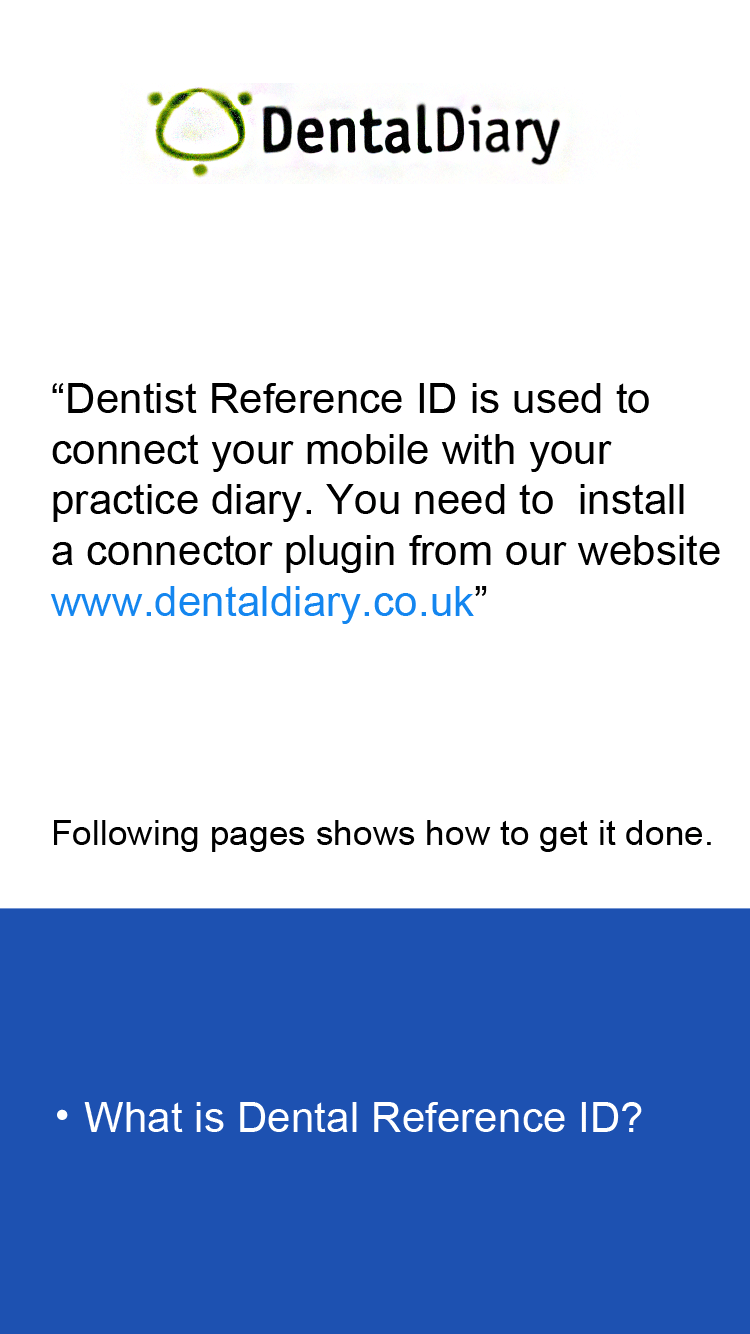 DentalDiary
“Dentist Reference ID is used to
connect your mobile with your
practice diary. You need to  install
a connector plugin from our website
www.dentaldiary.co.uk”
Following pages shows how to get it done.
• What is Dental Reference ID?